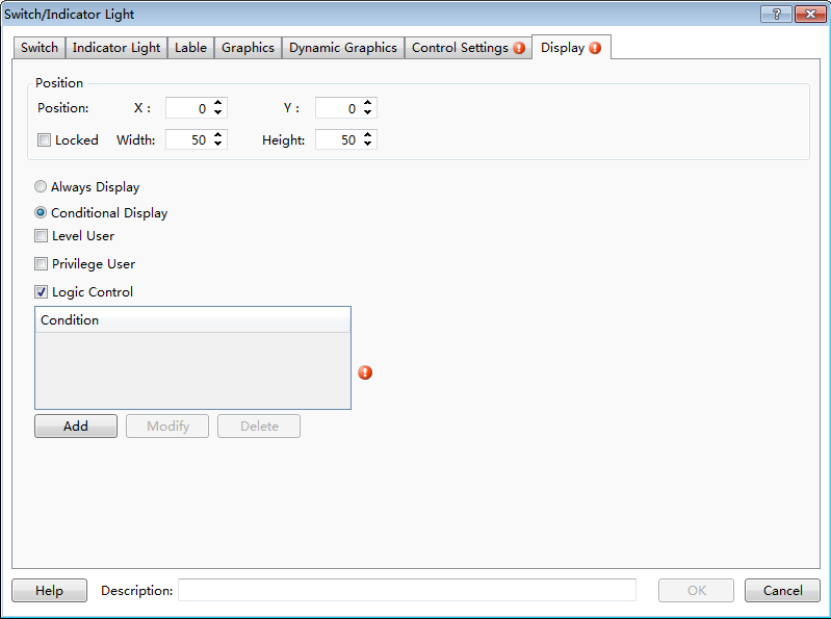 Switch/Indicator Light
?
Switch Indicator Light Lable Graphics Dynamic Graphics Control Settings ! Display !
Position
Position: X : 0 Y : 0
Locked Width: 50 Height: 50
Always Display
Conditional Display
Level User
Privilege User
Logic Control
Condition
!
Add Modify Delete
Help Description: OK Cancel